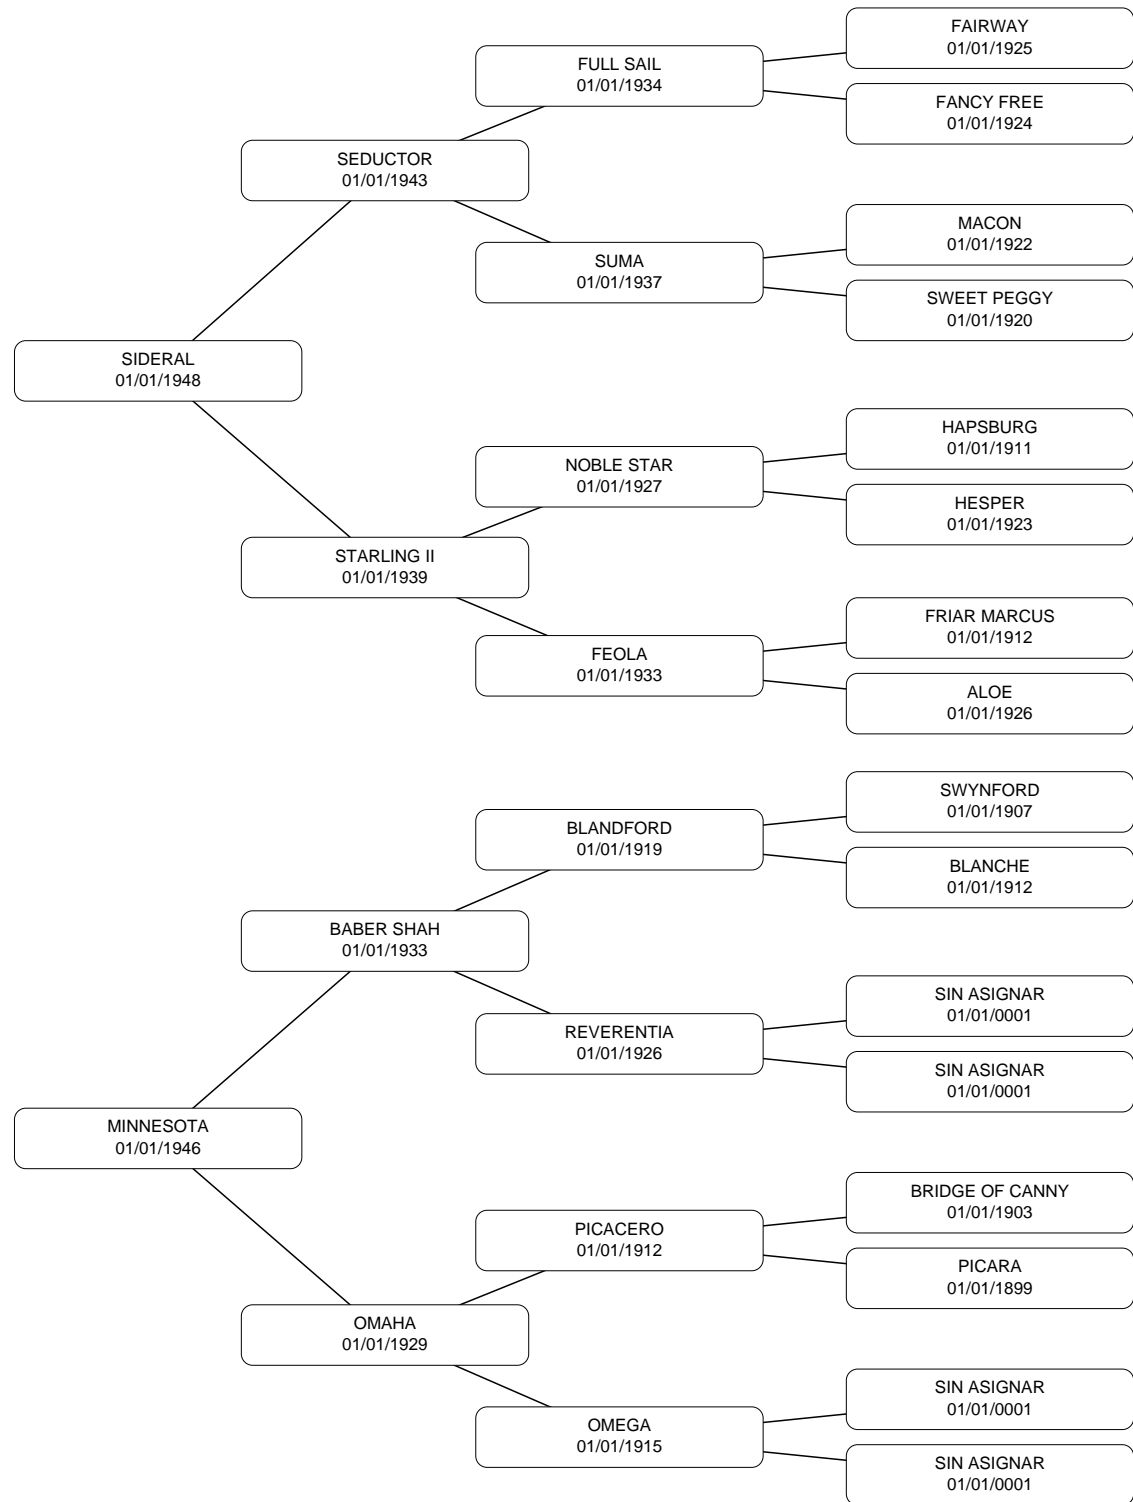 FAIRWAY
01/01/1925
FULL SAIL
01/01/1934
FANCY FREE
01/01/1924
SEDUCTOR
01/01/1943
MACON
01/01/1922
SUMA
01/01/1937
SWEET PEGGY
01/01/1920
SIDERAL
01/01/1948
HAPSBURG
01/01/1911
NOBLE STAR
01/01/1927
HESPER
01/01/1923
STARLING II
01/01/1939
FRIAR MARCUS
01/01/1912
FEOLA
01/01/1933
ALOE
01/01/1926
SWYNFORD
01/01/1907
BLANDFORD
01/01/1919
BLANCHE
01/01/1912
BABER SHAH
01/01/1933
SIN ASIGNAR
01/01/0001
REVERENTIA
01/01/1926
SIN ASIGNAR
01/01/0001
MINNESOTA
01/01/1946
BRIDGE OF CANNY
01/01/1903
PICACERO
01/01/1912
PICARA
01/01/1899
OMAHA
01/01/1929
SIN ASIGNAR
01/01/0001
OMEGA
01/01/1915
SIN ASIGNAR
01/01/0001